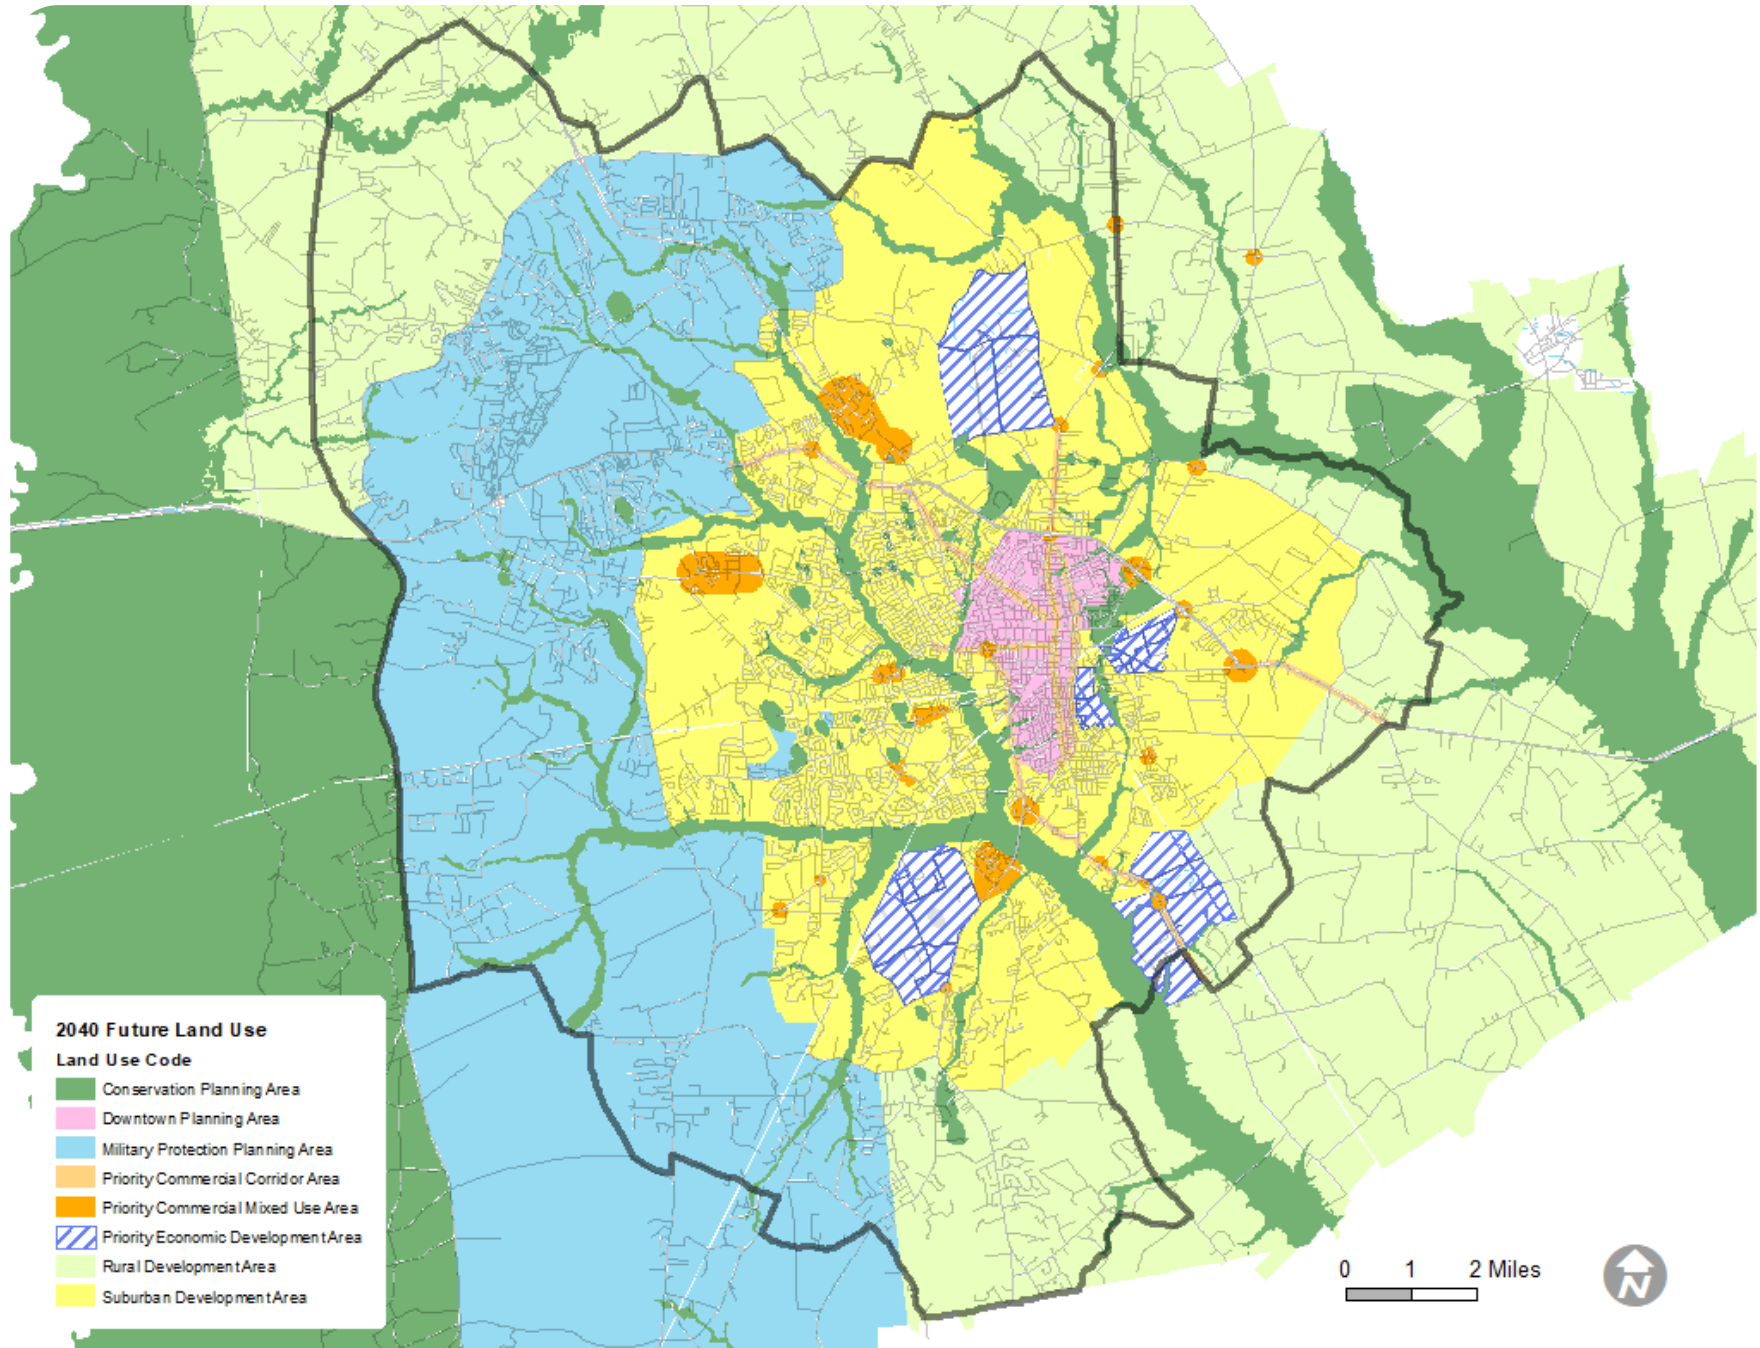 2040 Future Land Use
Land Use Code
Conservation Planning Area
Downtown Planning Area
Military Protection Planning Area
Priority Commercial Corridor Area
Priority Commercial Mixed Use Area
Priority Economic Development Area
Rural Development Area
Suburban Development Area
0 1 2 Miles
N